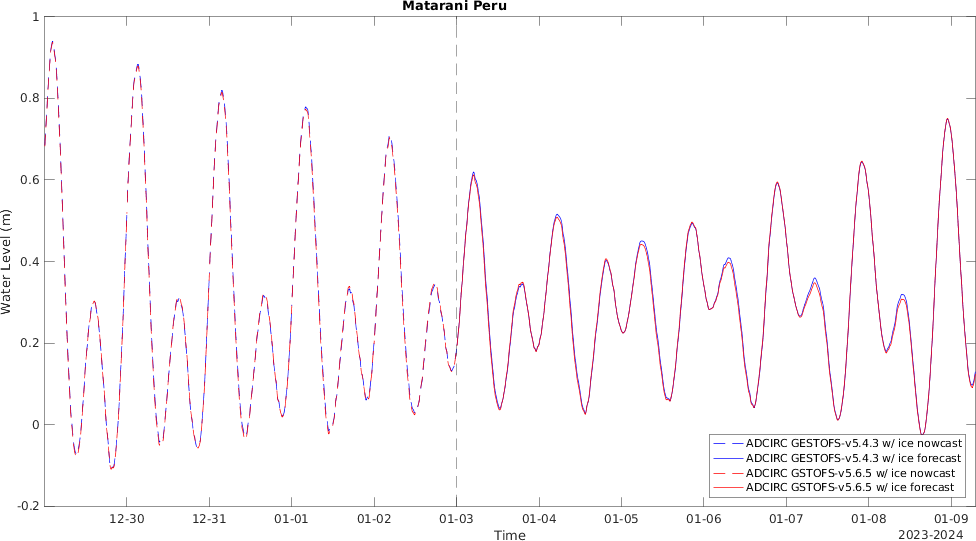 Matarani Peru
1
0.8
0.6
0.4
0.2
0
-0.2
Water Level (m)
12-30 12-31 01-01 01-02 01-03 01-04 01-05 01-06 01-07 01-08 01-09
Time
2023-2024
ADCIRC GESTOFS-v5.4.3 w/ ice nowcast
ADCIRC GESTOFS-v5.4.3 w/ ice forecast
ADCIRC GSTOFS-v5.6.5 w/ ice nowcast
ADCIRC GSTOFS-v5.6.5 w/ ice forecast